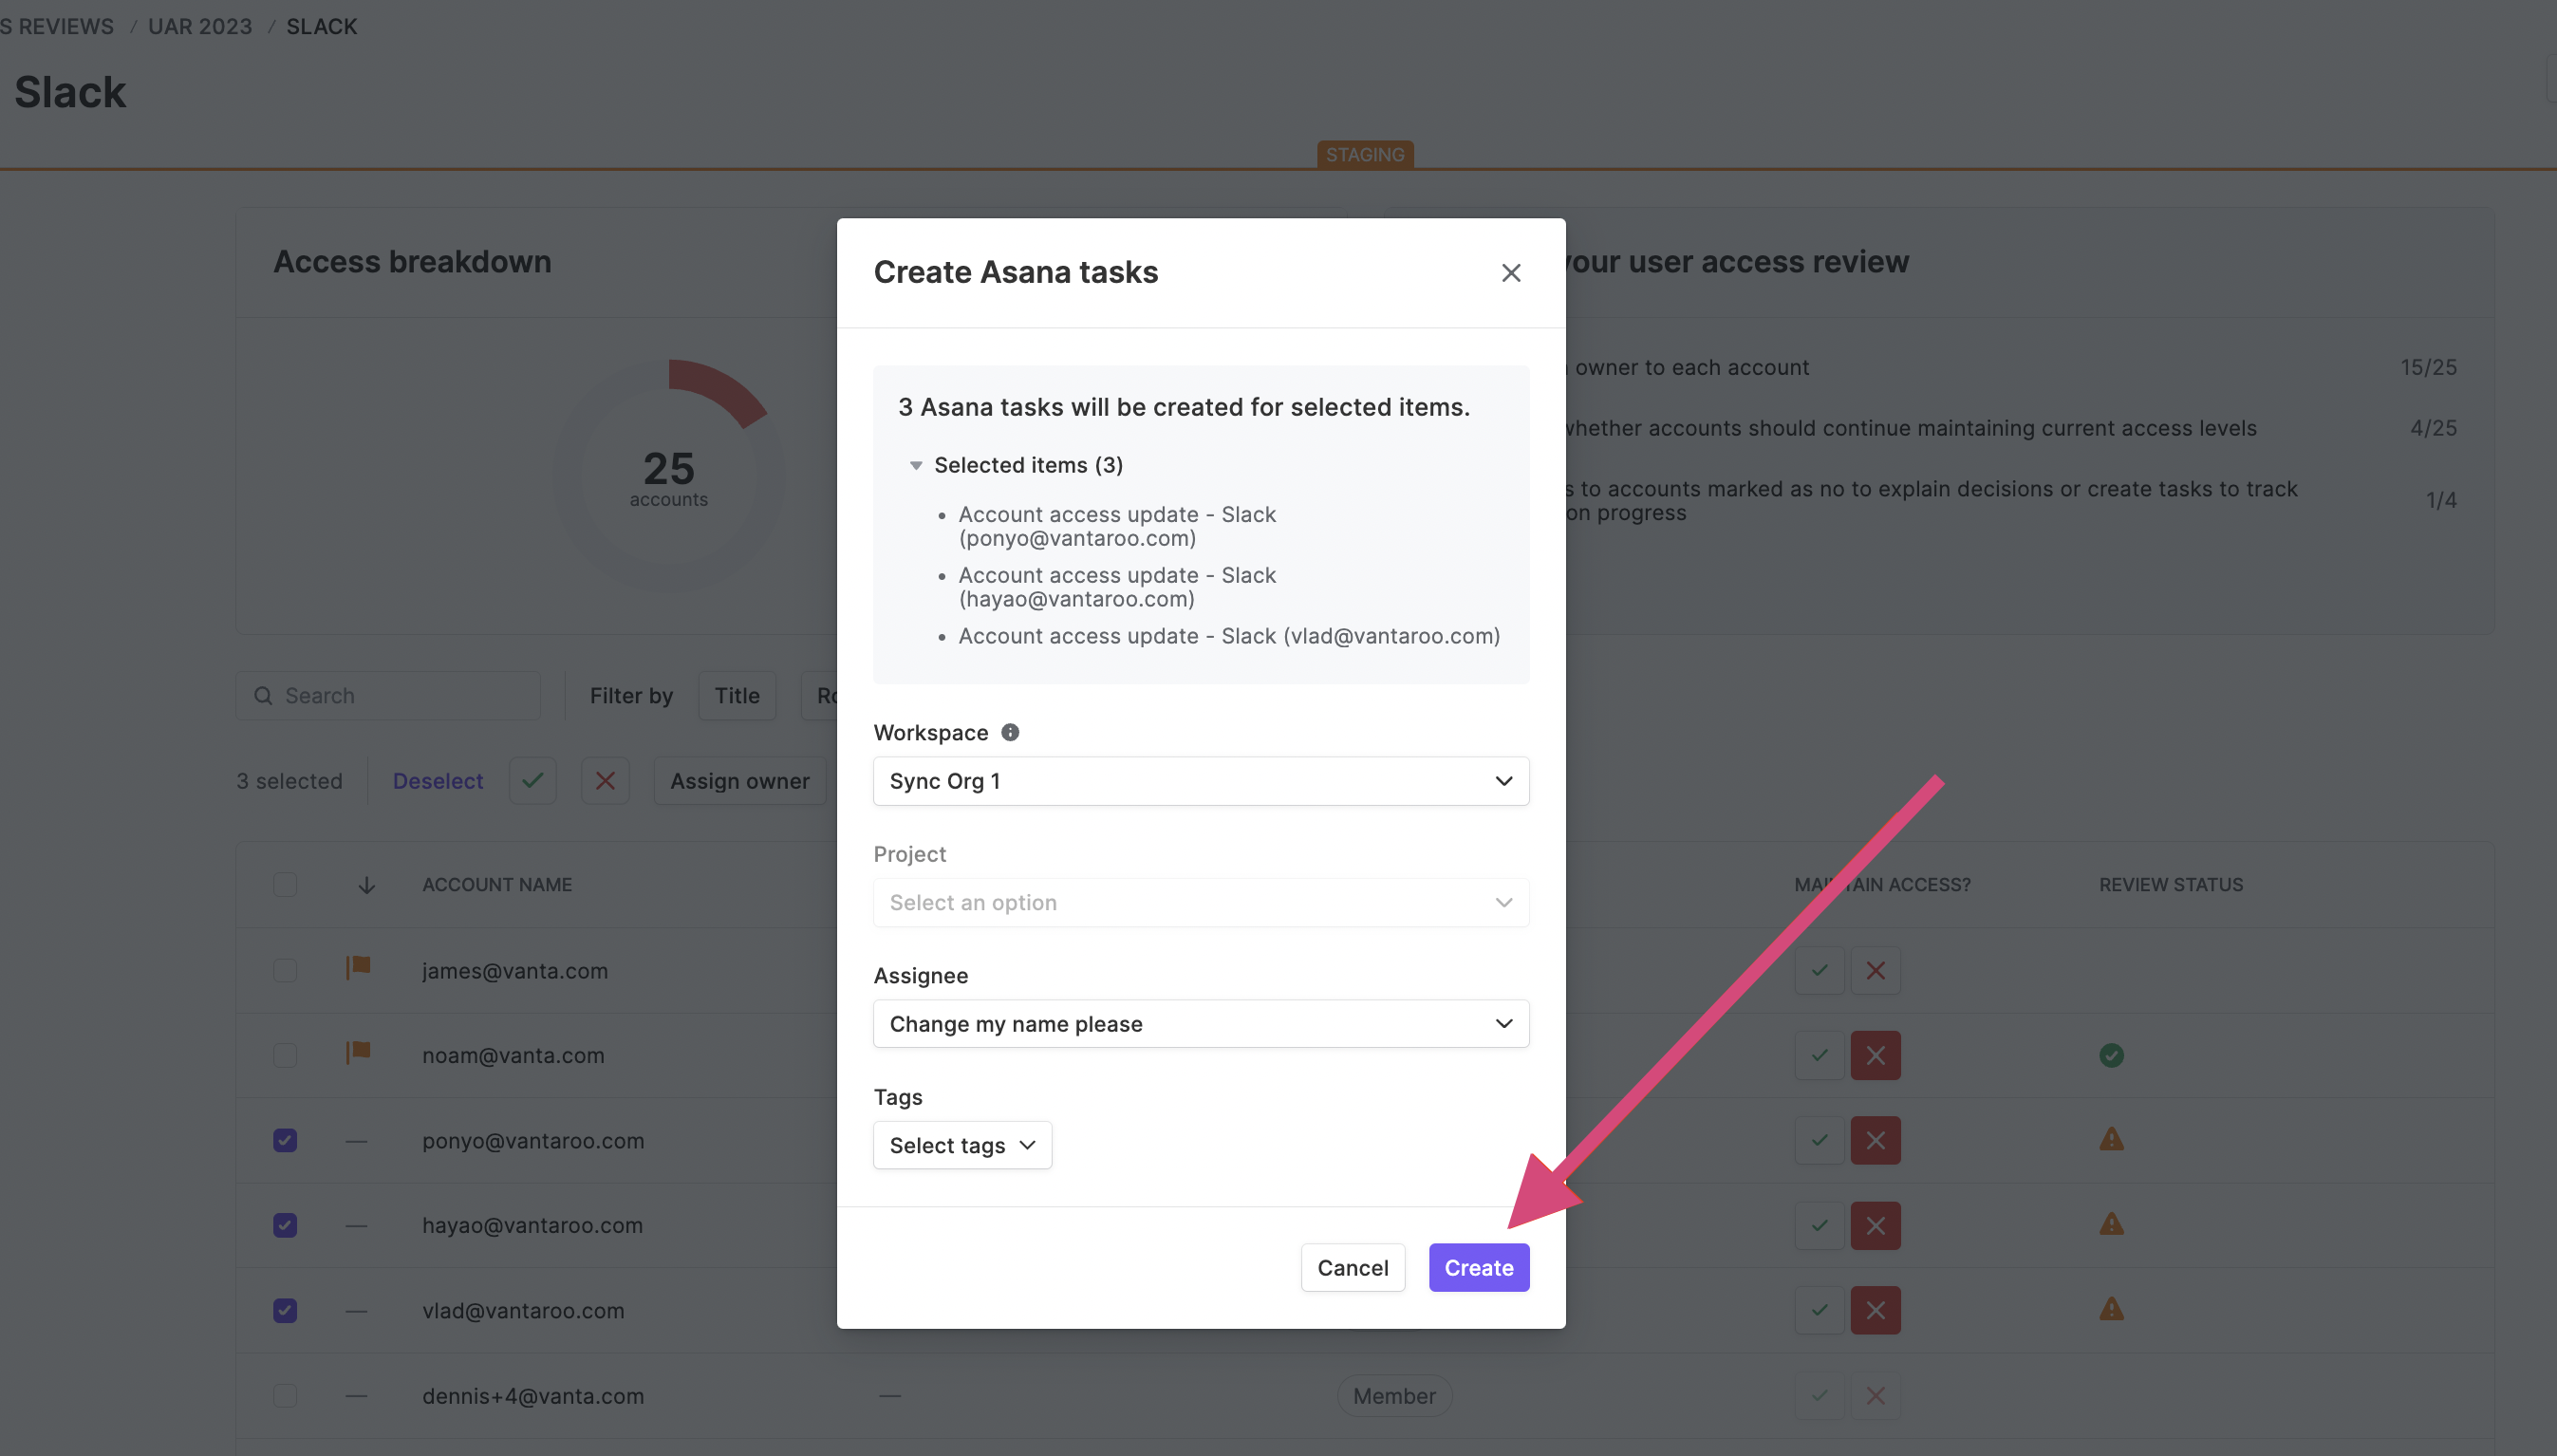 S REVIEWS / UAR 2023 / SLACK
Slack
STAGING
Access breakdown
your user access review
25
accounts
owner to each account 15/25
whether accounts should continue maintaining current access levels 4/25
s to accounts marked as no to explain decisions or create tasks to track
on progress 1/4
Create Asana tasks
3 Asana tasks will be created for selected items.
Selected items (3)
• Account access update - Slack
(ponyo@vantaroo.com)
• Account access update - Slack
(hayao@vantaroo.com)
• Account access update - Slack (vlad@vantaroo.com)
Workspace
Sync Org 1
Project
Select an option
Assignee
Change my name please
Tags
Select tags
Cancel Create
Search Filter by Title Ro
3 selected Deselect Assign owner
ACCOUNT NAME MAINTAIN ACCESS? REVIEW STATUS
james@vanta.com
noam@vanta.com
ponyo@vantaroo.com
hayao@vantaroo.com
vlad@vantaroo.com
dennis+4@vanta.com — Member